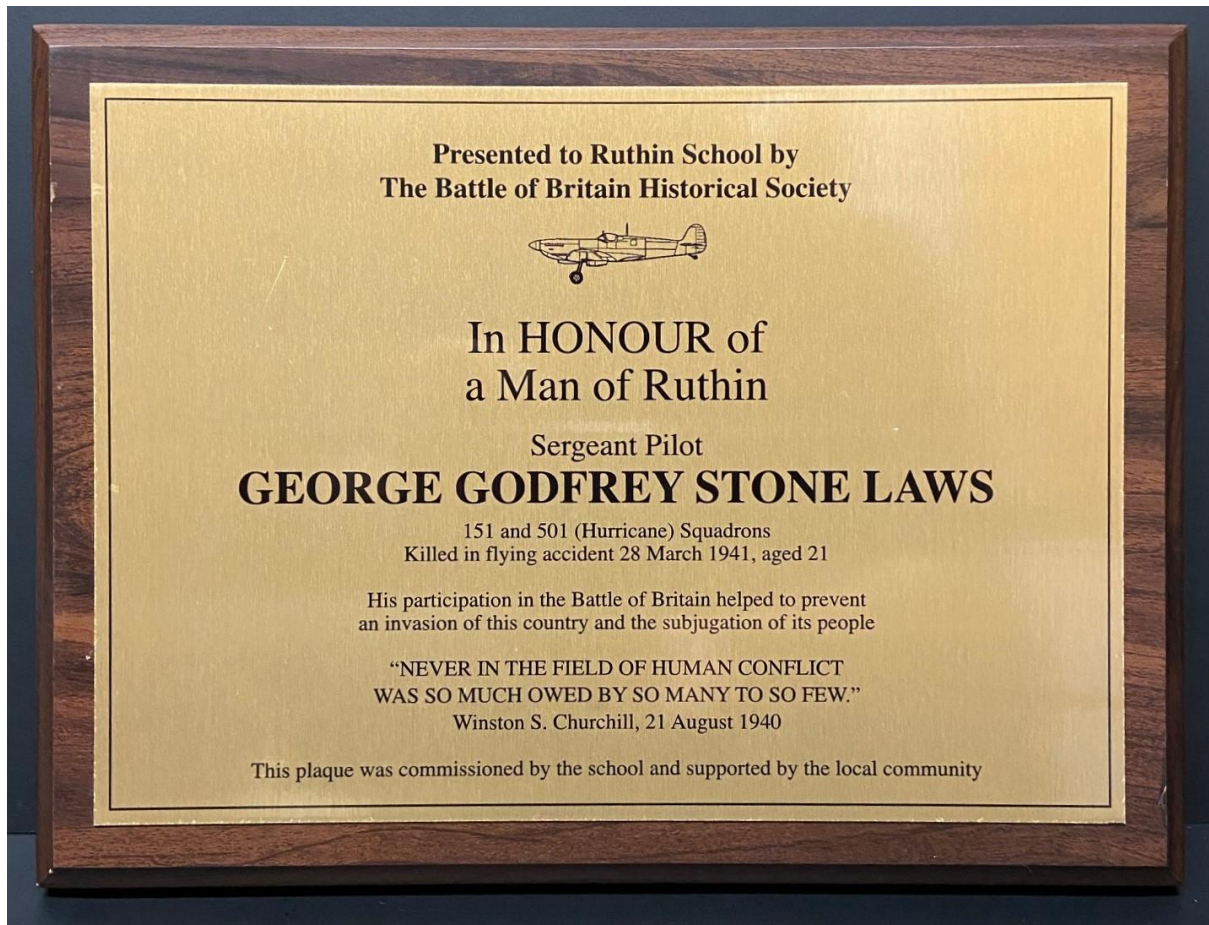 Presented to Ruthin School by
The Battle of Britain Historical Society
In HONOUR of
a Man of Ruthin
Sergeant Pilot
GEORGE GODFREY STONE LAWS
151 and 501 (Hurricane) Squadrons
Killed in flying accident 28 March 1941, aged 21
His participation in the Battle of Britain helped to prevent
an invasion of this country and the subjugation of its people
“NEVER IN THE FIELD OF HUMAN CONFLICT
WAS SO MUCH OWED BY SO MANY TO SO FEW.”
Winston S. Churchill, 21 August 1940
This plaque was commissioned by the school and supported by the local community